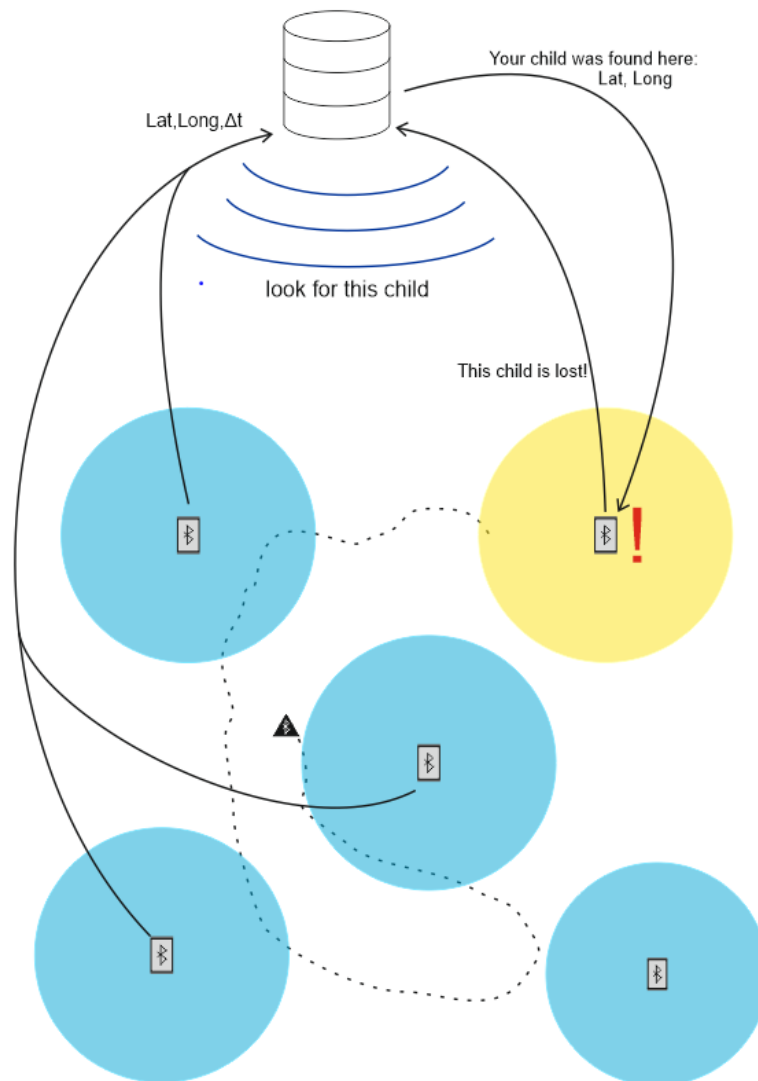 Your child was found here:
Lat, Long
Lat,Long,Δt
look for this child
This child is lost!
!